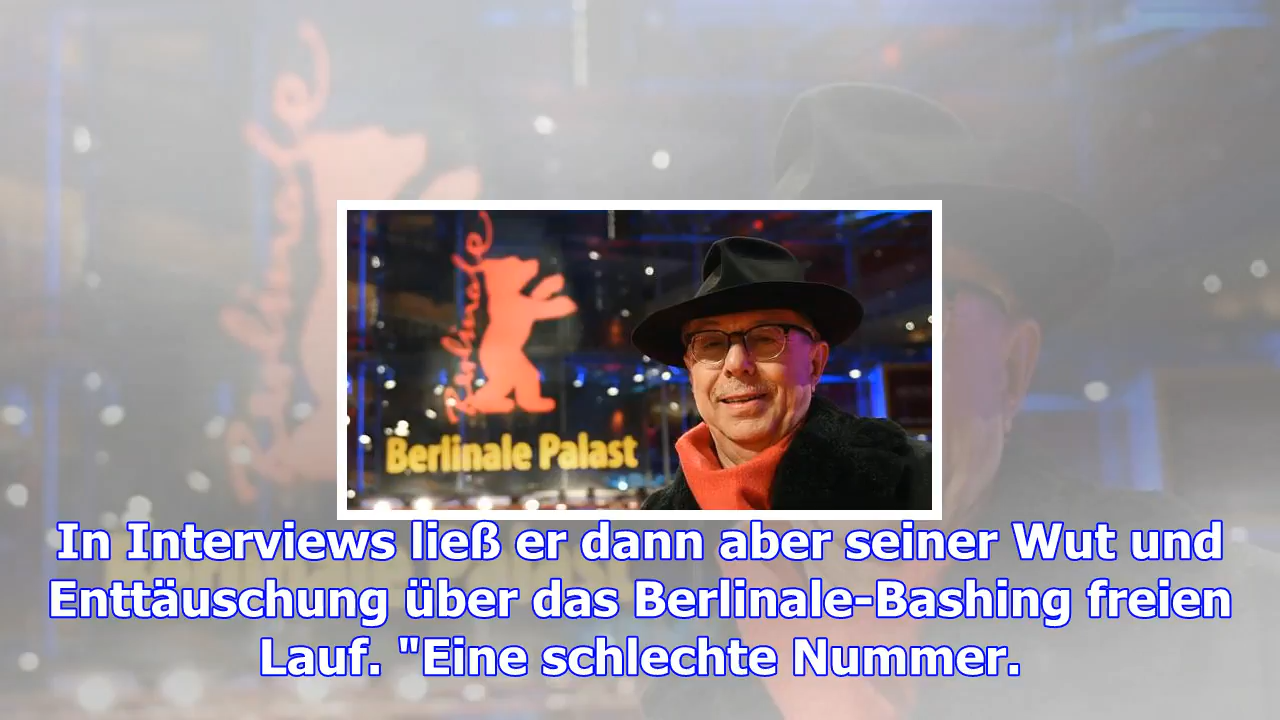 Berlinale
Berlinale Palast
In Interviews ließ er dann aber seiner Wut und
Enttäuschung über das Berlinale-Bashing freien
Lauf. "Eine schlechte Nummer.